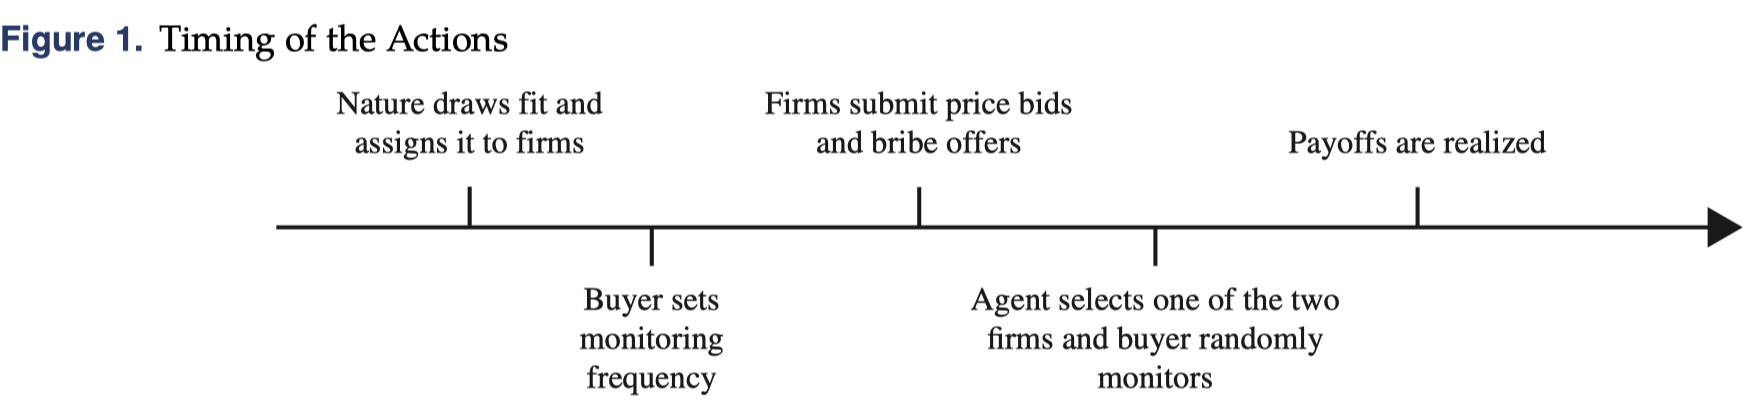 Figure 1. Timing of the Actions
Nature draws fit and
assigns it to firms
Firms submit price bids
and bribe offers
Payoffs are realized
Buyer sets
monitoring
frequency
Agent selects one of the two
firms and buyer randomly
monitors